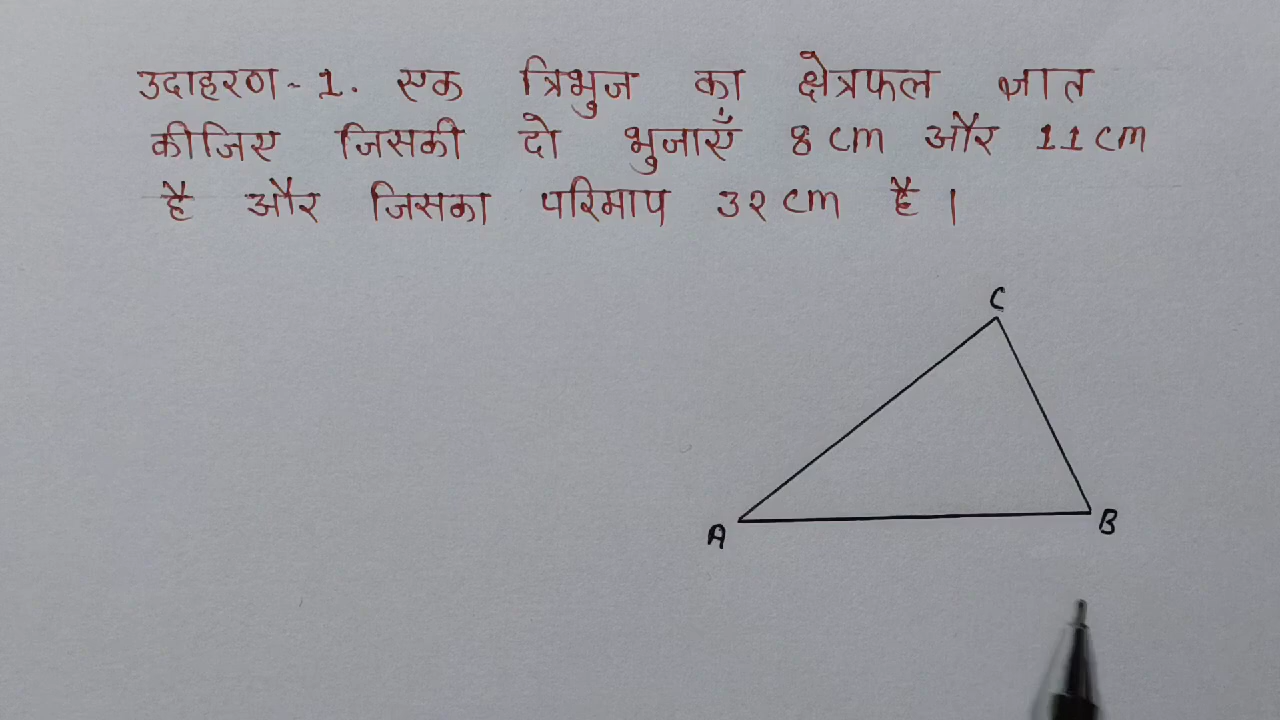 उदाहरण - 1. एक त्रिभुज का क्षेत्रफल ज्ञात
कीजिए जिसकी दो भुजाएँ 8 cm और 11 cm
है और जिसका परिमाप 32 cm है |
C
A
B